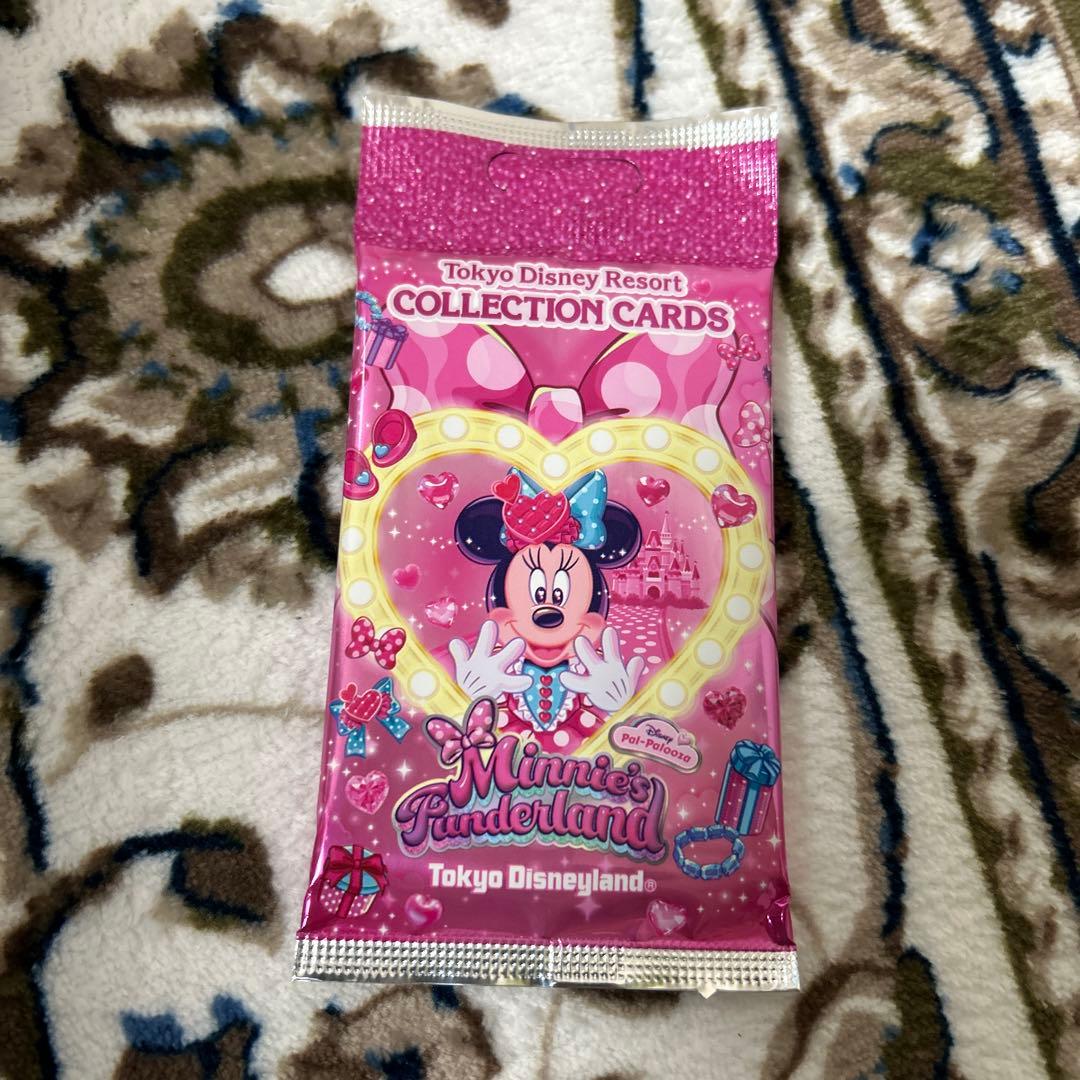 Tokyo Disney Resort
COLLECTION CARDS
Disney
Pal-Palooza
Minnie's
Funderland
Tokyo Disneyland®